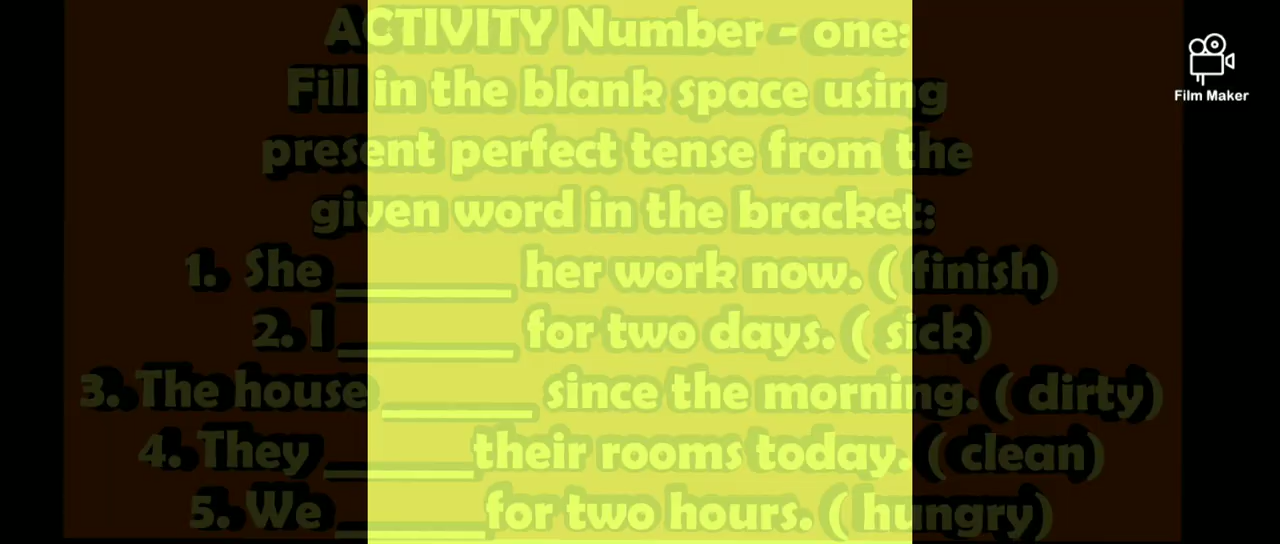 ACTIVITY Number - one:
Fill in the blank space using
present perfect tense from the
given word in the bracket:
1. She ________ her work now. ( finish)
2. I ________ for two days. ( sick)
3. The house _______ since the morning. ( dirty)
4. They _______ their rooms today. ( clean)
5. We _______ for two hours. ( hungry)
Film Maker